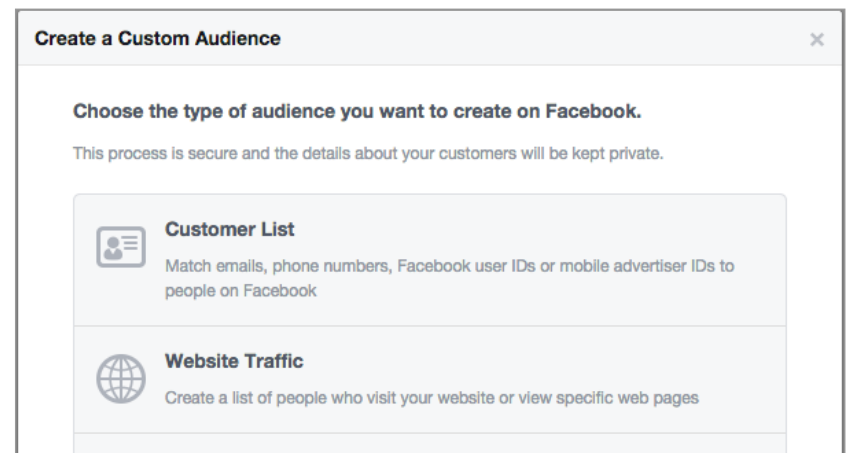 Create a Custom Audience
Choose the type of audience you want to create on Facebook.
This process is secure and the details about your customers will be kept private.
Customer List
Match emails, phone numbers, Facebook user IDs or mobile advertiser IDs to
people on Facebook
Website Traffic
Create a list of people who visit your website or view specific web pages